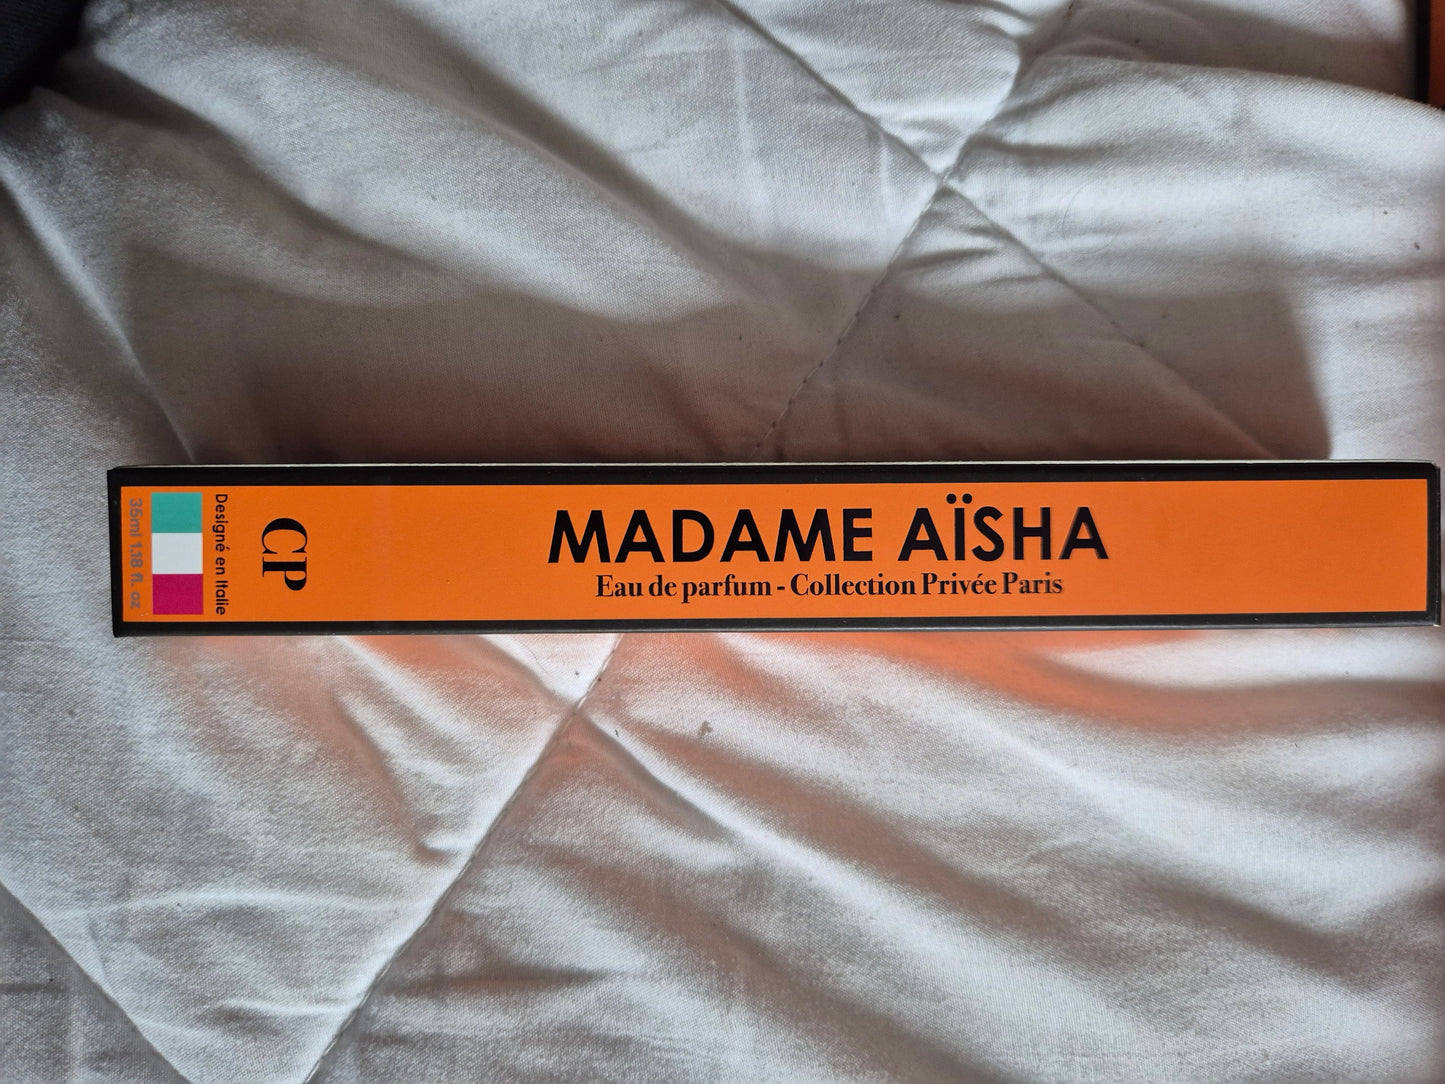 MADAME AÏSHA
Eau de parfum - Collection Privée Paris
CP
Designé en Italie
35ml 1.18 fl. oz